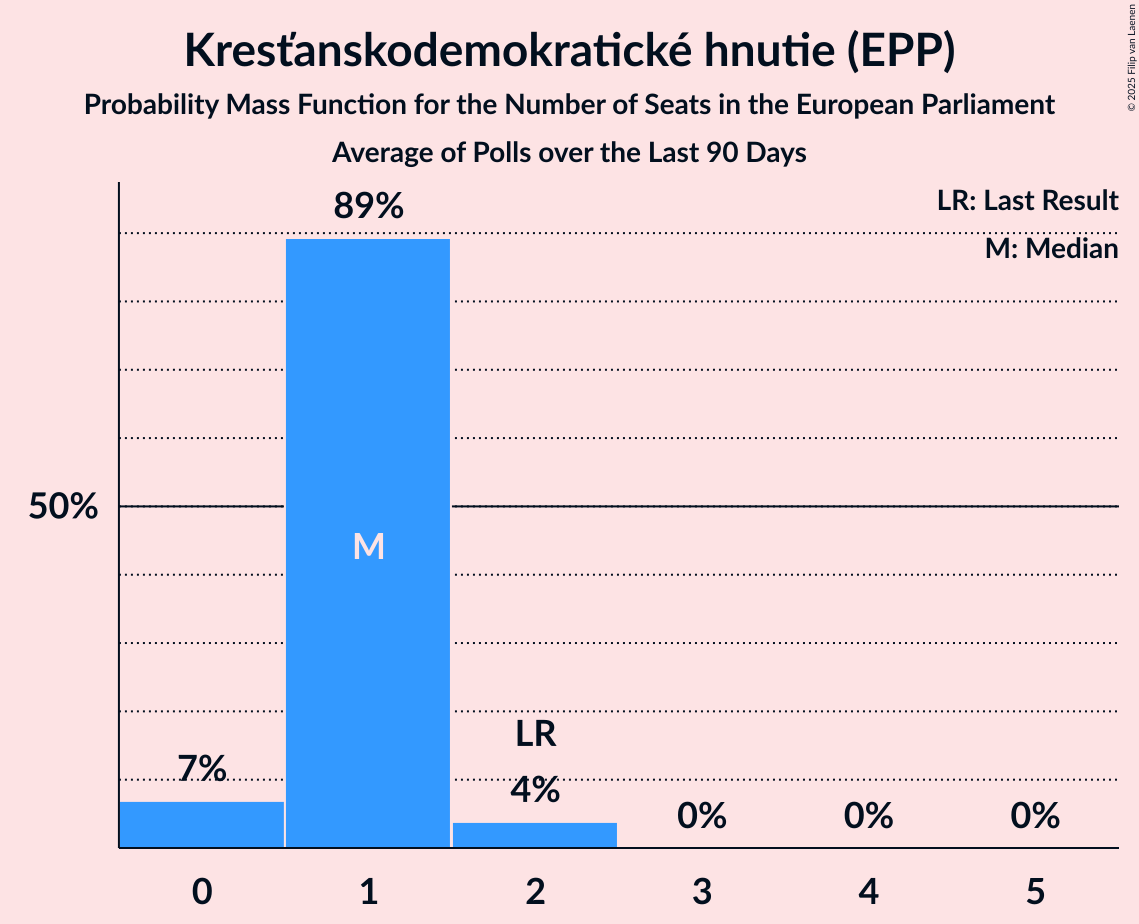 Kresťanskodemokratické hnutie (EPP)
Probability Mass Function for the Number of Seats in the European Parliament
Average of Polls over the Last 90 Days
© 2025 Filip van Laenen
LR: Last Result
M: Median
89%
50%
M
LR
7%
4%
0%
0%
0%
0
1
2
3
4
5